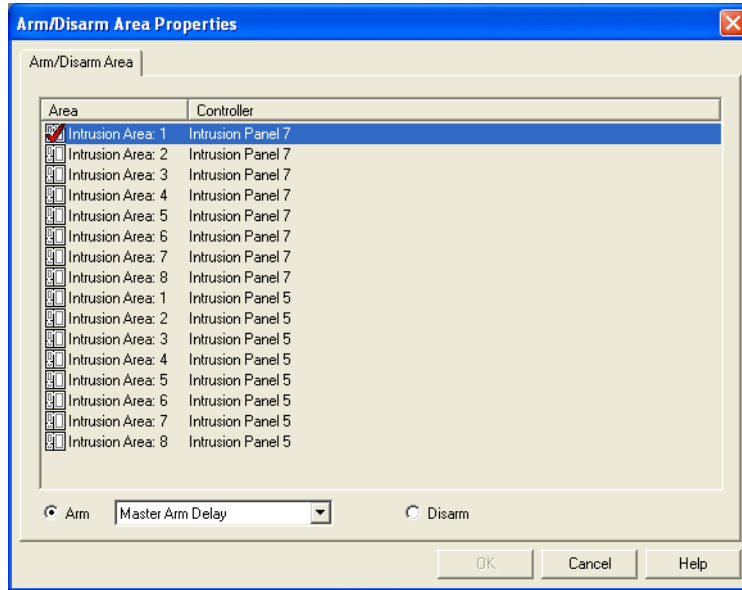 Arm/Disarm Area Properties
Arm/Disarm Area
Area Controller
Intrusion Area: 1 Intrusion Panel 7
Intrusion Area: 2 Intrusion Panel 7
Intrusion Area: 3 Intrusion Panel 7
Intrusion Area: 4 Intrusion Panel 7
Intrusion Area: 5 Intrusion Panel 7
Intrusion Area: 6 Intrusion Panel 7
Intrusion Area: 7 Intrusion Panel 7
Intrusion Area: 8 Intrusion Panel 7
Intrusion Area: 1 Intrusion Panel 5
Intrusion Area: 2 Intrusion Panel 5
Intrusion Area: 3 Intrusion Panel 5
Intrusion Area: 4 Intrusion Panel 5
Intrusion Area: 5 Intrusion Panel 5
Intrusion Area: 6 Intrusion Panel 5
Intrusion Area: 7 Intrusion Panel 5
Intrusion Area: 8 Intrusion Panel 5
Arm Master Arm Delay Disarm
OK Cancel Help